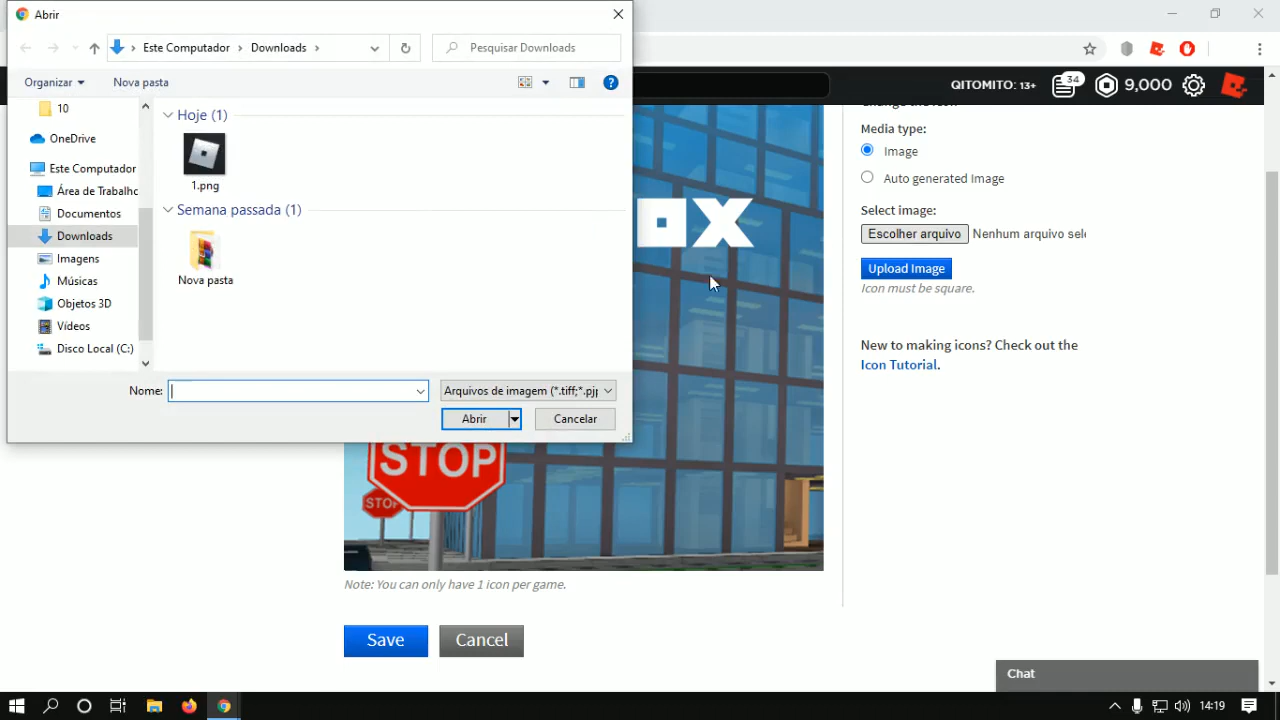 Abrir
Este Computador > Downloads >
Pesquisar Downloads
Organizar
Nova pasta
10
OneDrive
Este Computador
Área de Trabalho
Documentos
Downloads
Imagens
Músicas
Objetos 3D
Vídeos
Disco Local (C:)
Hoje (1)
1.png
Semana passada (1)
Nova pasta
Nome:
Arquivos de imagem (*.tiff;*.pjp
Abrir
Cancelar
QITOMITO: 13+
34
9,000
Media type:
Image
Auto generated Image
Select image:
Escolher arquivo
Nenhum arquivo sele
Upload Image
Icon must be square.
New to making icons? Check out the
Icon Tutorial.
OX
STOP
STOP
Note: You can only have 1 icon per game.
Save
Cancel
Chat
14:19